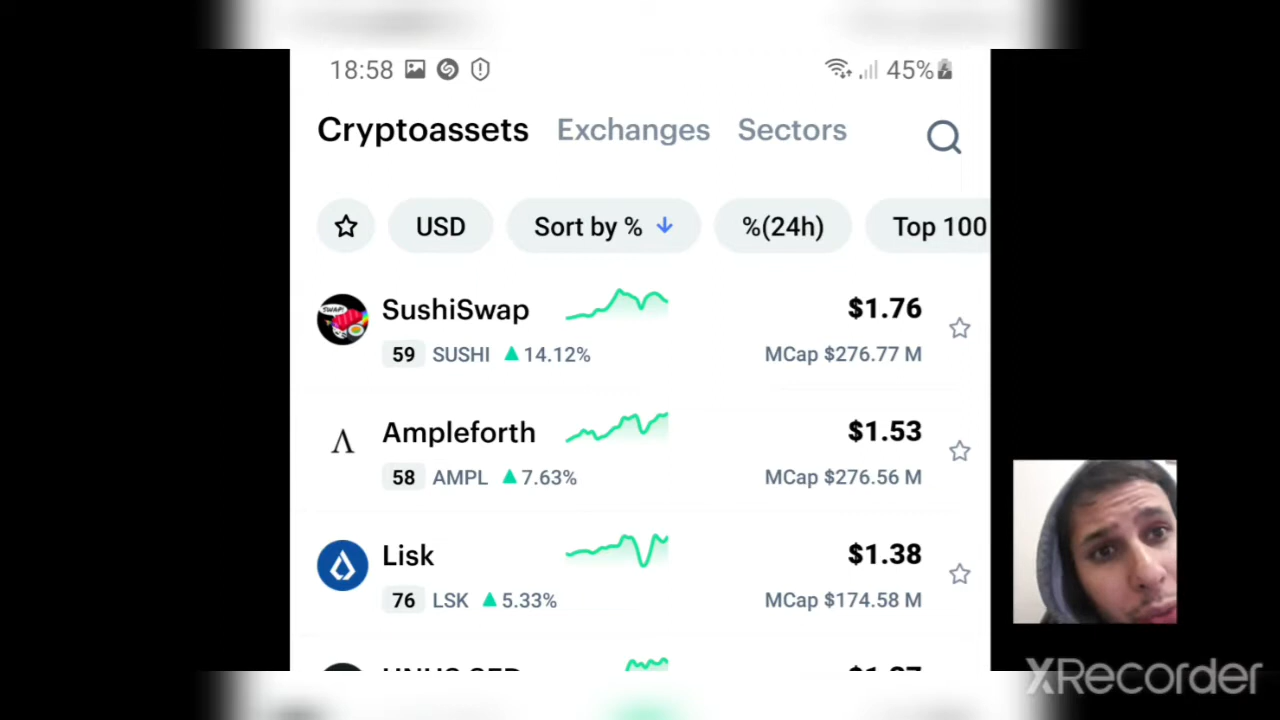 18:58 45%
Cryptoassets Exchanges Sectors
USD Sort by % %(24h) Top 100
SushiSwap $1.76
59 SUSHI 14.12% MCap $276.77 M
Ampleforth $1.53
58 AMPL 7.63% MCap $276.56 M
Lisk $1.38
76 LSK 5.33% MCap $174.58 M
XRecorder